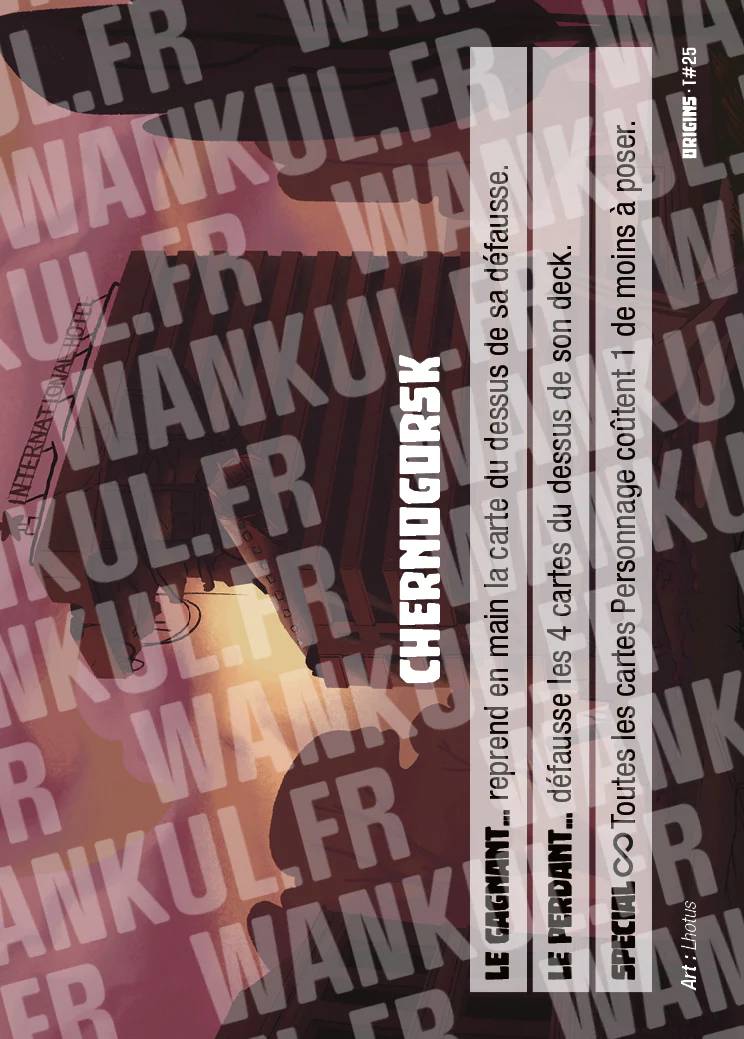 INTERNATIONAL HOTEL
CHERNOGORSK
LE GAGNANT... reprend en main la carte du dessus de sa défausse.
LE PERDANT... défausse les 4 cartes du dessus de son deck.
SPECIAL ∞ Toutes les cartes Personnage coûtent 1 de moins à poser.
Art : Lhotus
ORIGINS · T#25
WANKUL.FR